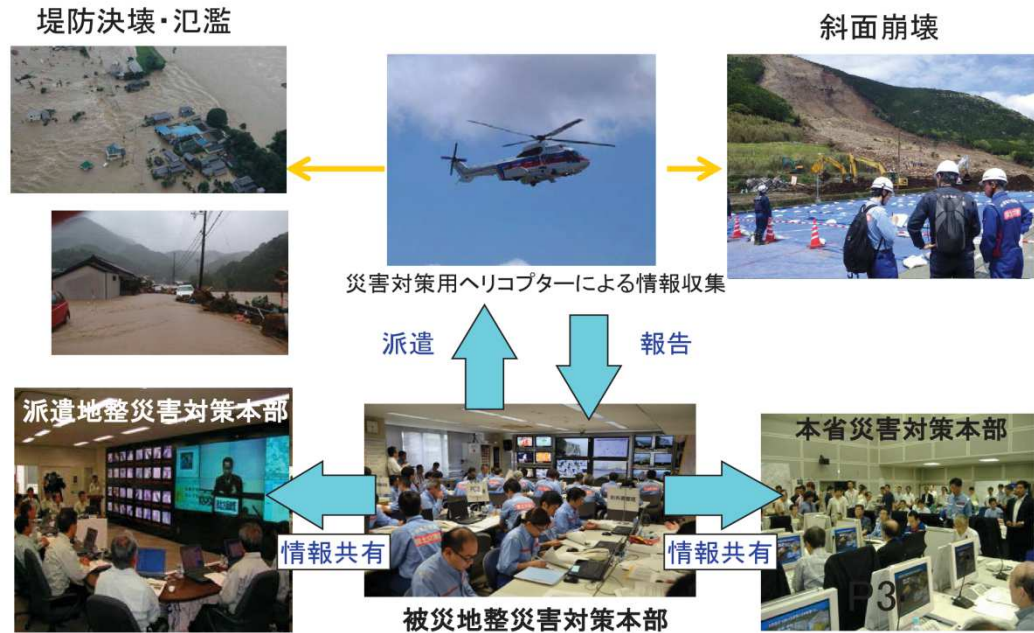 堤防決壊・氾濫
斜面崩壊
災害対策用ヘリコプターによる情報収集
派遣
報告
派遣地整災害対策本部
本省災害対策本部
情報共有
情報共有
被災地整災害対策本部
P3